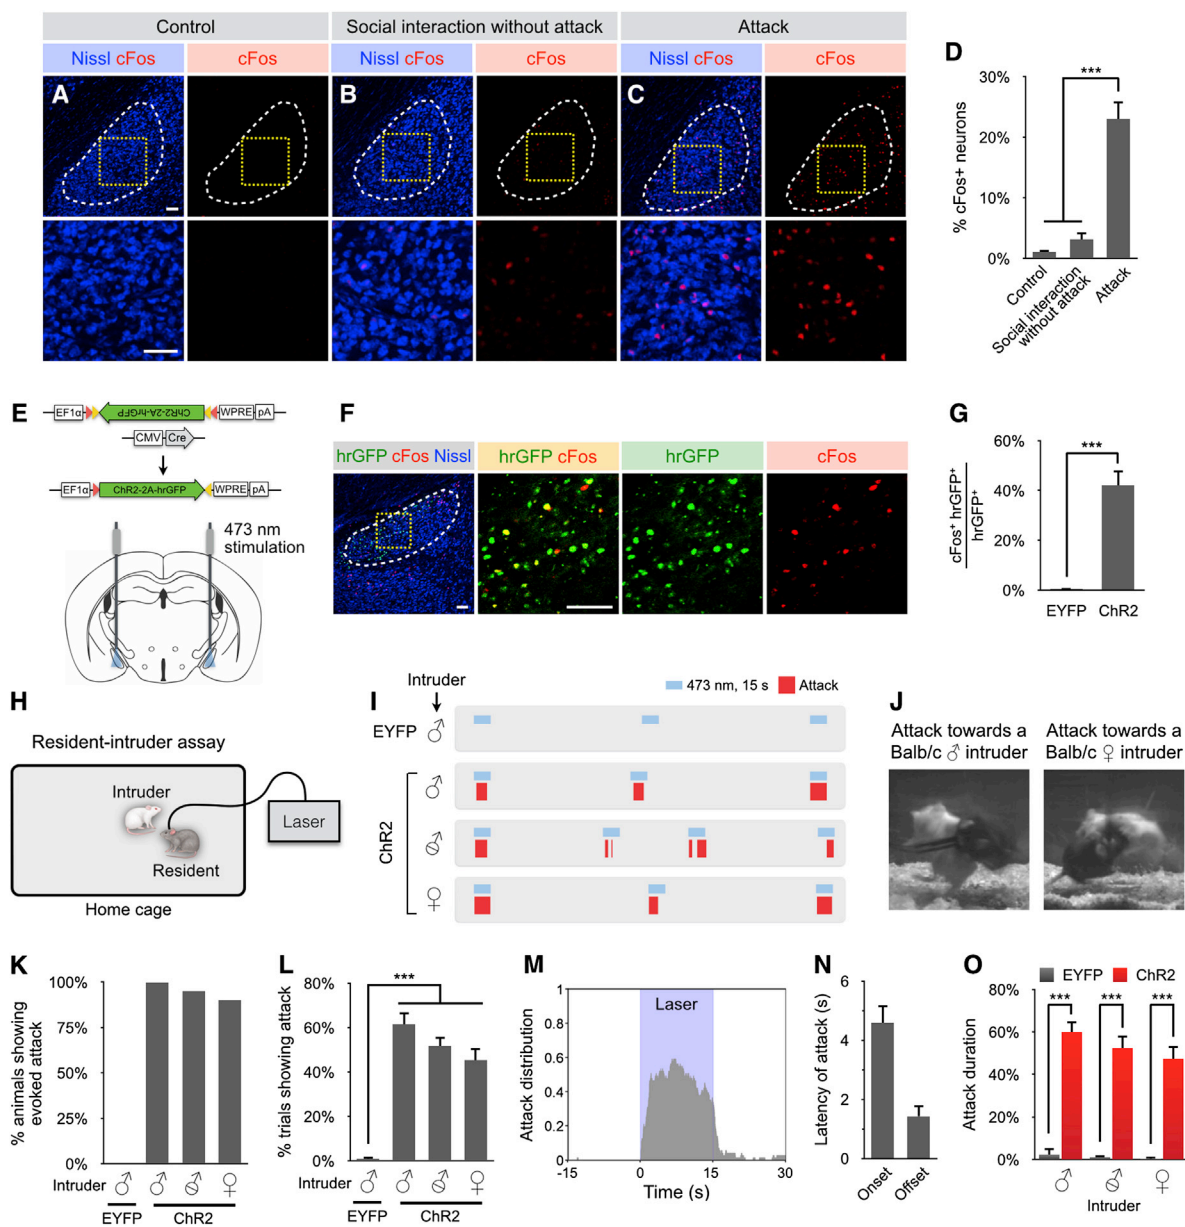 Control
Social interaction without attack
Attack
Nissl cFos
cFos
Nissl cFos
cFos
Nissl cFos
cFos
A
B
C
D
30%
20%
10%
0%
% cFos+ neurons
***
Control
Social interaction
without attack
Attack
E
EF1α
ChR2-2A-hrGFP
WPRE
pA
CMV
Cre
EF1α
ChR2-2A-hrGFP
WPRE
pA
473 nm
stimulation
F
hrGFP cFos Nissl
hrGFP cFos
hrGFP
cFos
G
60%
40%
20%
0%
cFos⁺ hrGFP⁺
hrGFP⁺
***
EYFP
ChR2
H
Resident-intruder assay
Intruder
Resident
Laser
Home cage
I
Intruder
473 nm, 15 s
Attack
EYFP ♂
ChR2
♂
♀
J
Attack towards a
Balb/c ♂ intruder
Attack towards a
Balb/c ♀ intruder
K
100%
75%
50%
25%
0%
% animals showing
evoked attack
Intruder ♂ ♂ ♀
EYFP
ChR2
L
80%
60%
40%
20%
0%
% trials showing attack
***
Intruder ♂ ♂ ♀
EYFP
ChR2
M
1
0.8
0.6
0.4
0.2
0
Attack distribution
Laser
-15
0
15
30
Time (s)
N
6
4
2
0
Latency of attack (s)
Onset
Offset
O
EYFP
ChR2
80%
60%
40%
20%
0%
Attack duration
***
***
***
♂ ♀
Intruder